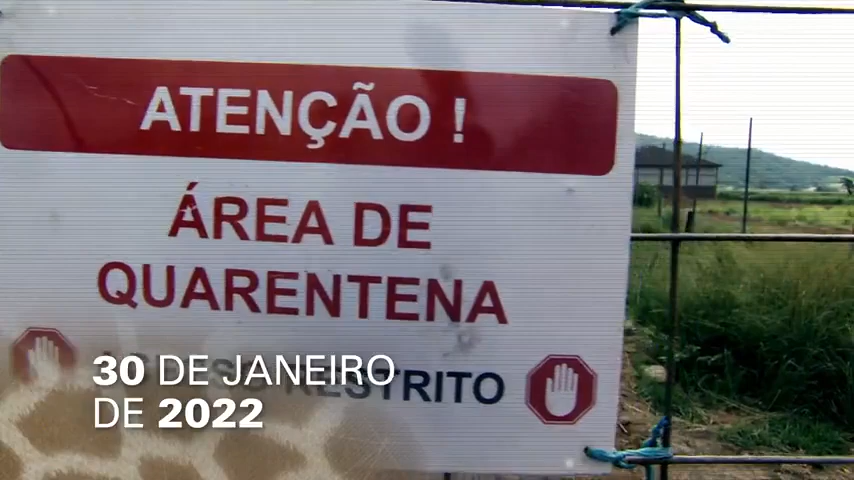 ATENÇÃO !
ÁREA DE
QUARENTENA
RESTRITO
30 DE JANEIRO
DE 2022